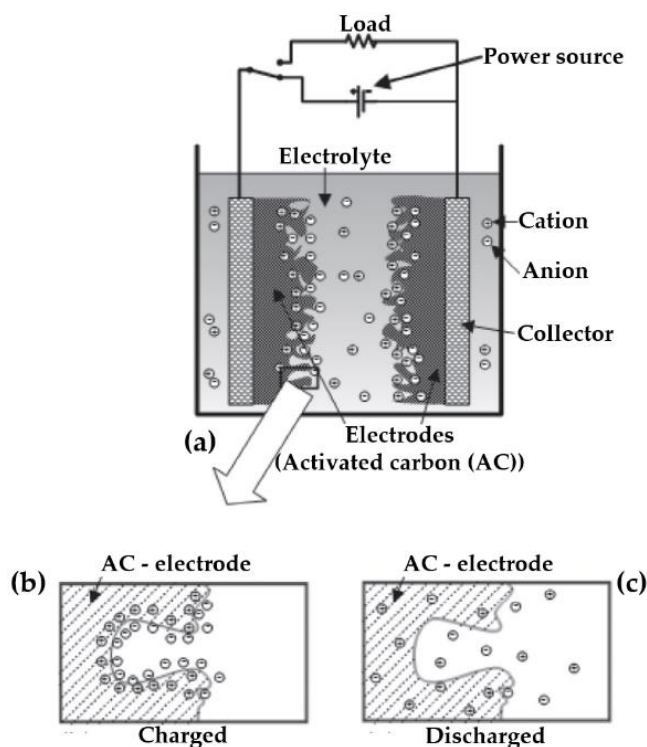 Load
Power source
Electrolyte
Cation
Anion
Collector
(a)
Electrodes
(Activated carbon (AC))
(b)
AC - electrode
AC - electrode
(c)
Charged
Discharged